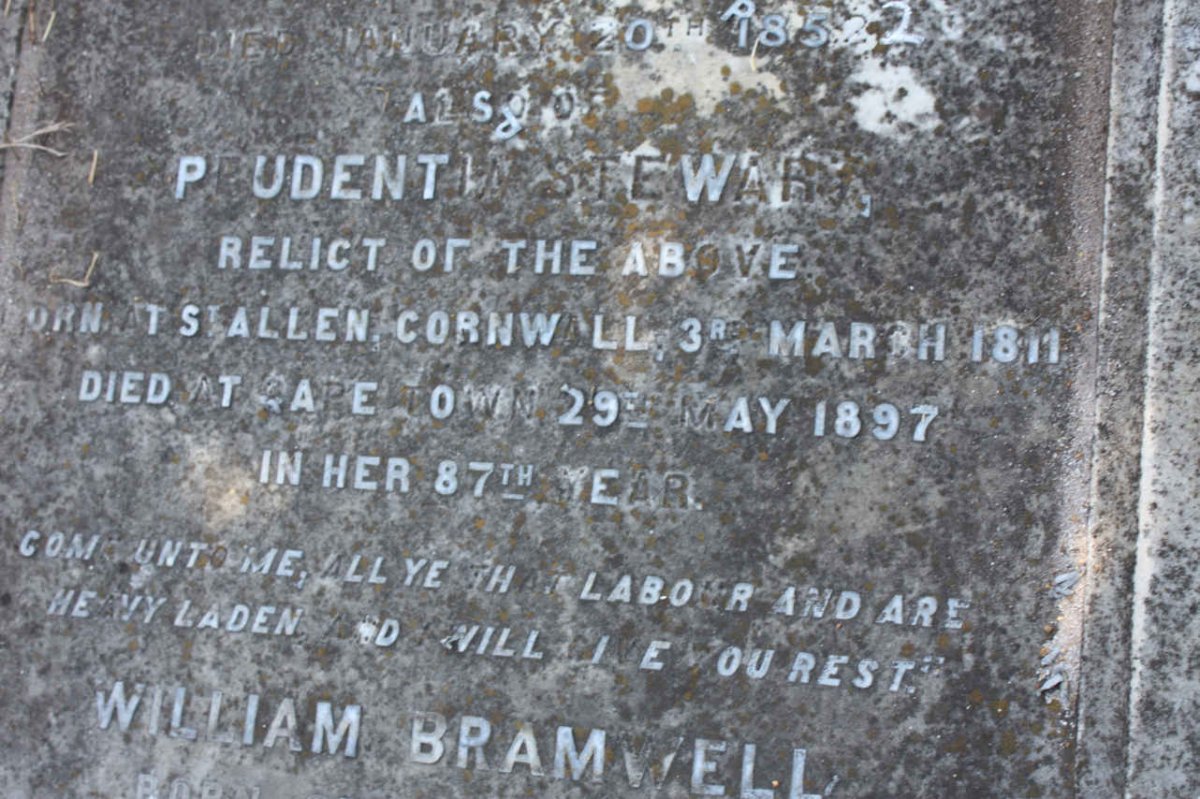 DIED JANUARY 20TH
ALSO OF
PRUDENTIA STEWART,
RELICT OF THE ABOVE
ORN AT ST ALLEN, CORNWALL, 3RD MARCH 1811
DIED AT CAPE TOWN 29TH MAY 1897
IN HER 87TH YEAR.
COME UNTO ME, ALL YE THAT LABOUR AND ARE
HEAVY LADEN, AND I WILL GIVE YOU REST."
WILLIAM BRAMWELL,
BORN